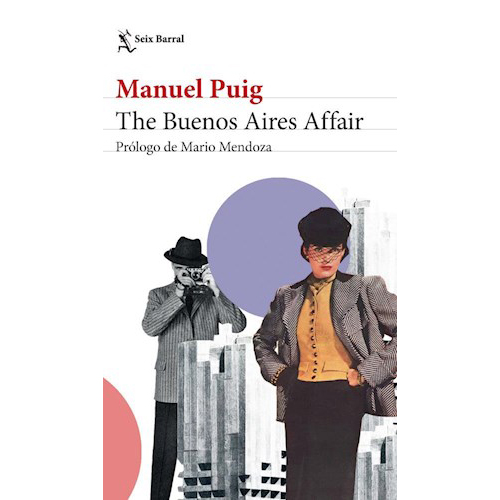 Seix Barral
Manuel Puig
The Buenos Aires Affair
Prólogo de Mario Mendoza